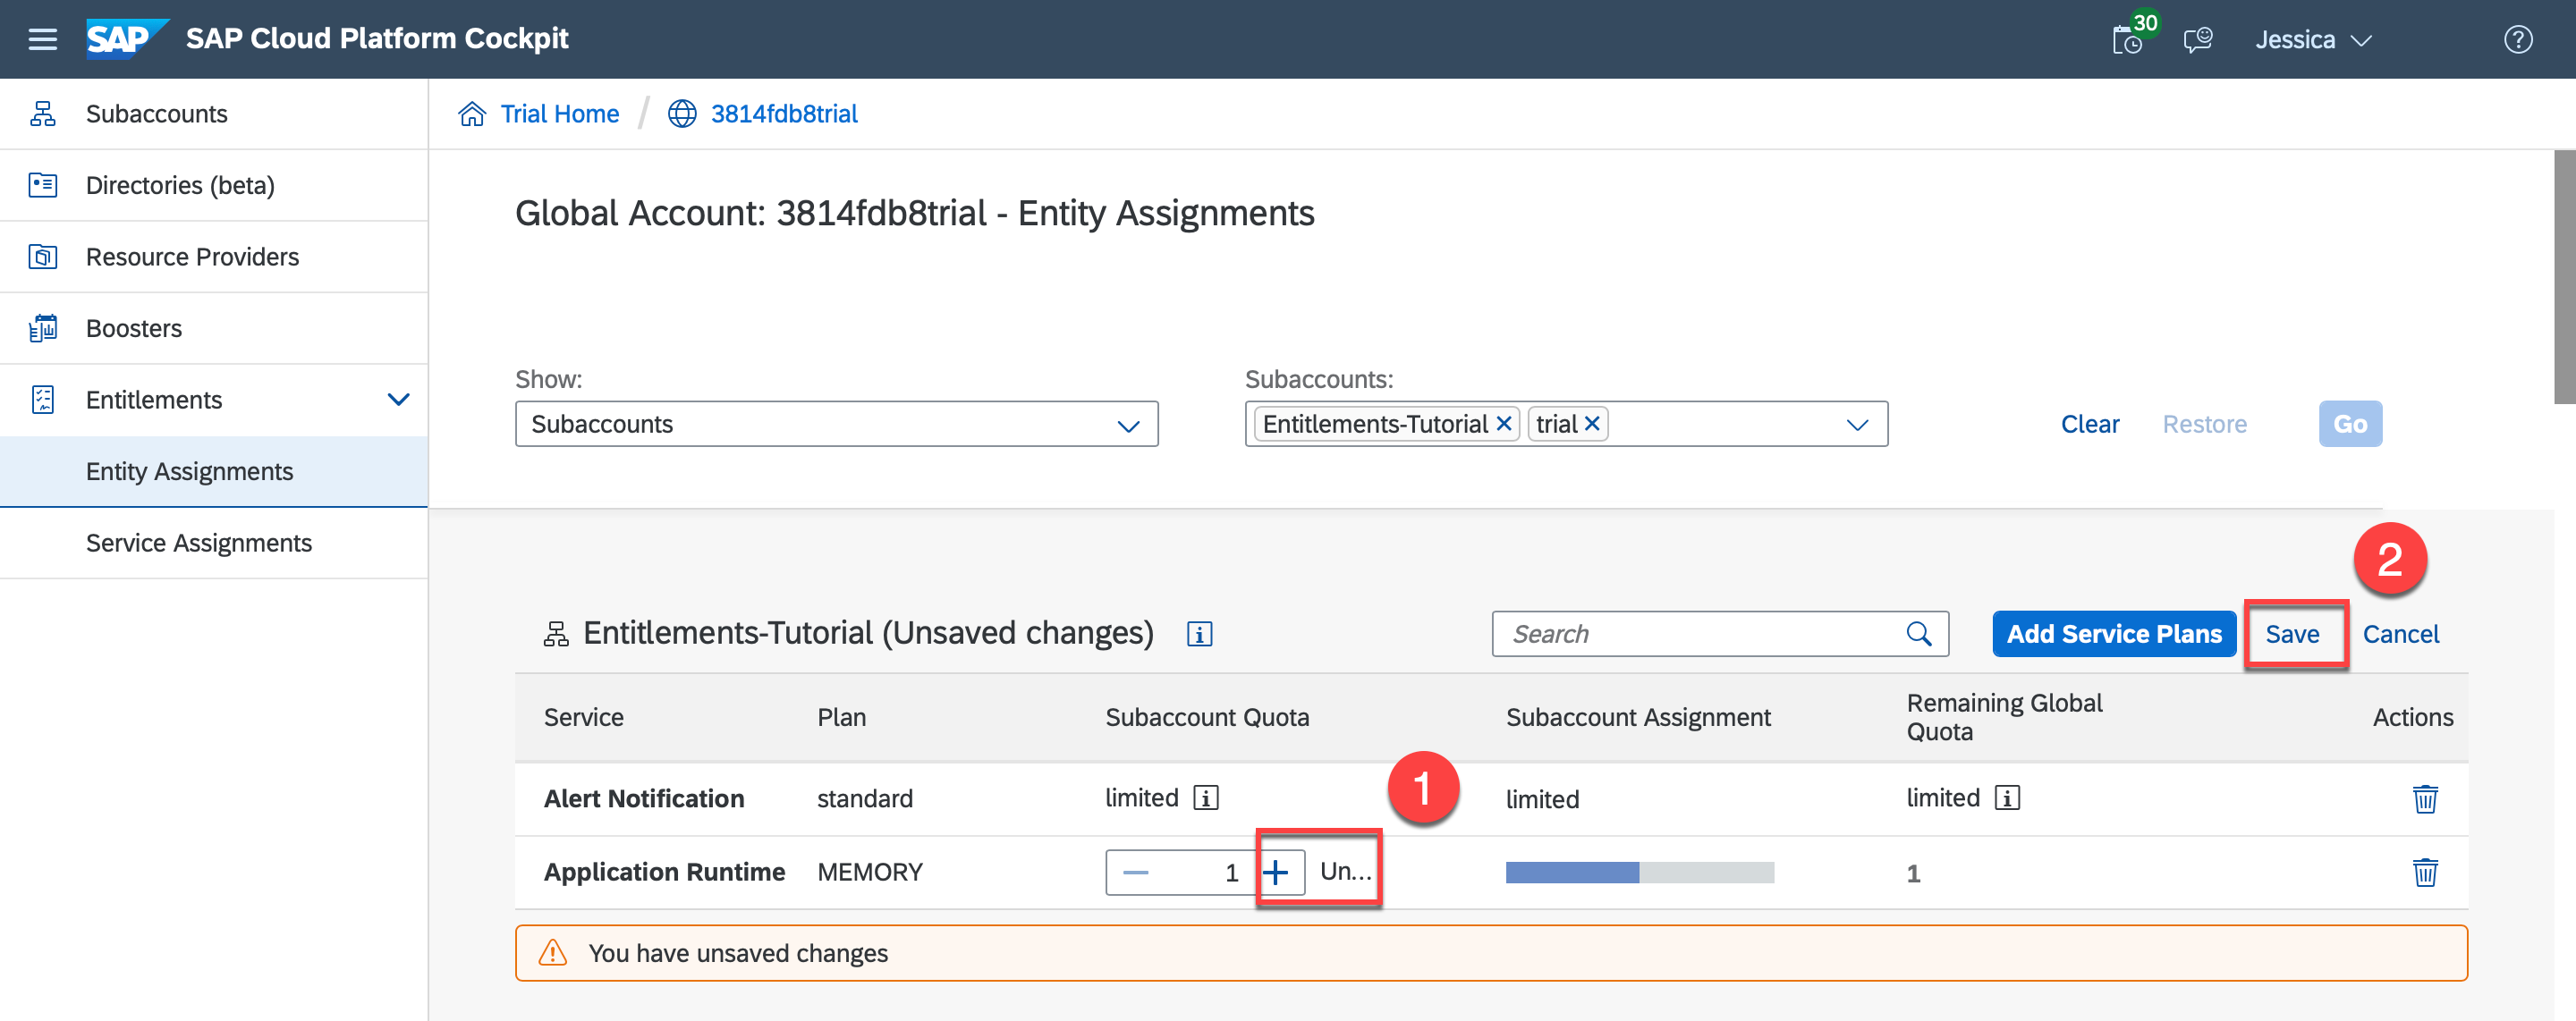 SAP SAP Cloud Platform Cockpit
30
Jessica
?
Subaccounts
Directories (beta)
Resource Providers
Boosters
Entitlements
Entity Assignments
Service Assignments
Trial Home / 3814fdb8trial
Global Account: 3814fdb8trial - Entity Assignments
Show:
Subaccounts
Subaccounts:
Entitlements-Tutorial trial
Clear Restore Go
2
Entitlements-Tutorial (Unsaved changes) i
Search
Add Service Plans Save Cancel
Service Plan Subaccount Quota Subaccount Assignment Remaining Global Quota Actions
1
Alert Notification standard limited i limited limited i
Application Runtime MEMORY 1 Un... 1
You have unsaved changes